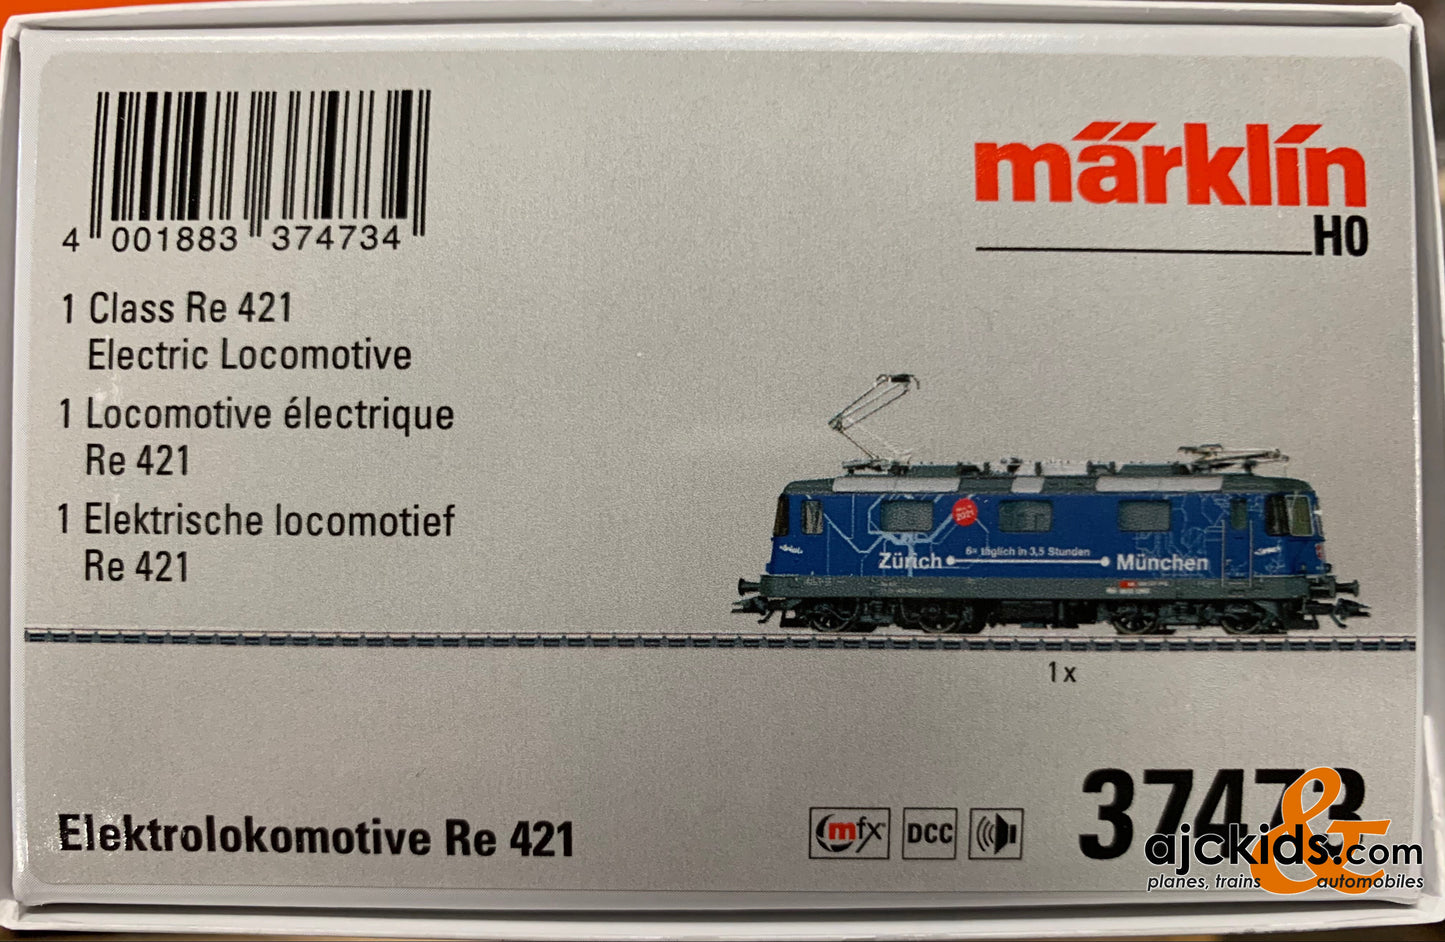 4 001883 374734
märklin
H0
1 Class Re 421
Electric Locomotive
1 Locomotive électrique
Re 421
1 Elektrische locomotief
Re 421
2021
6x täglich in 3,5 Stunden
Zürich München
1 x
Elektrolokomotive Re 421
mfx DCC
37473
ajckids.com
planes, trains & automobiles